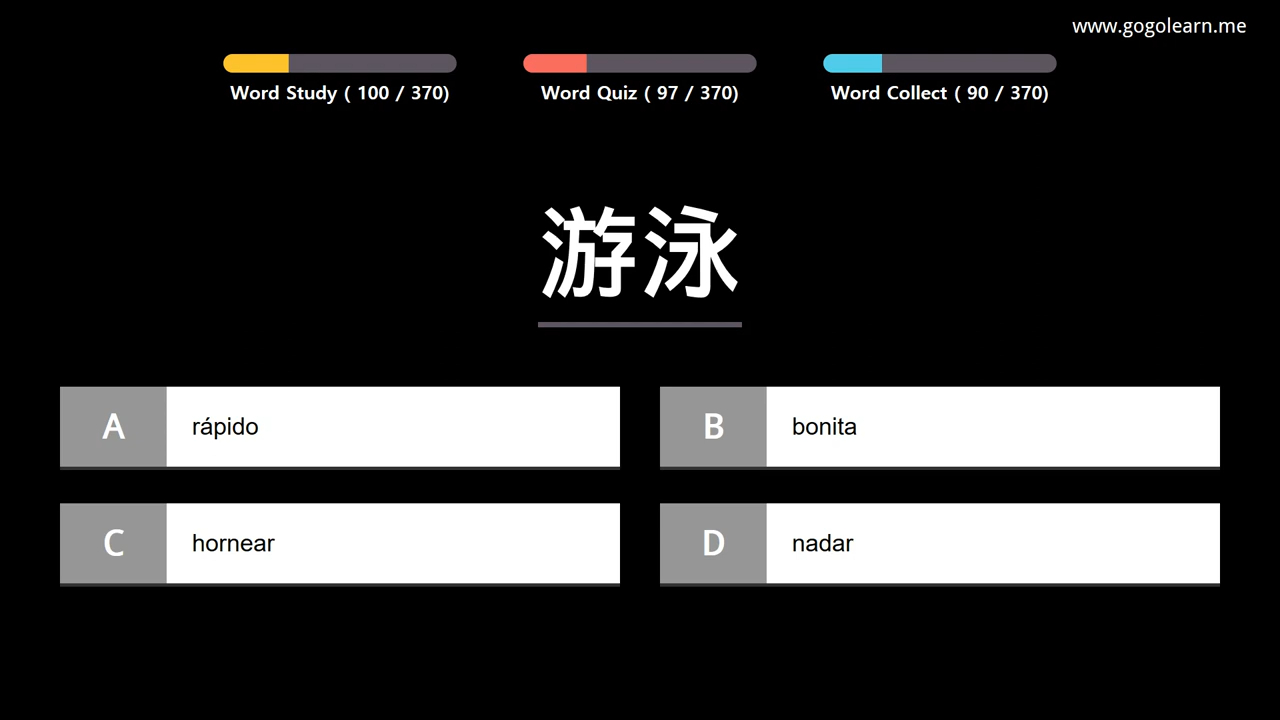 www.gogolearn.me
Word Study ( 100 / 370)
Word Quiz ( 97 / 370)
Word Collect ( 90 / 370)
游泳
A
rápido
B
bonita
C
hornear
D
nadar